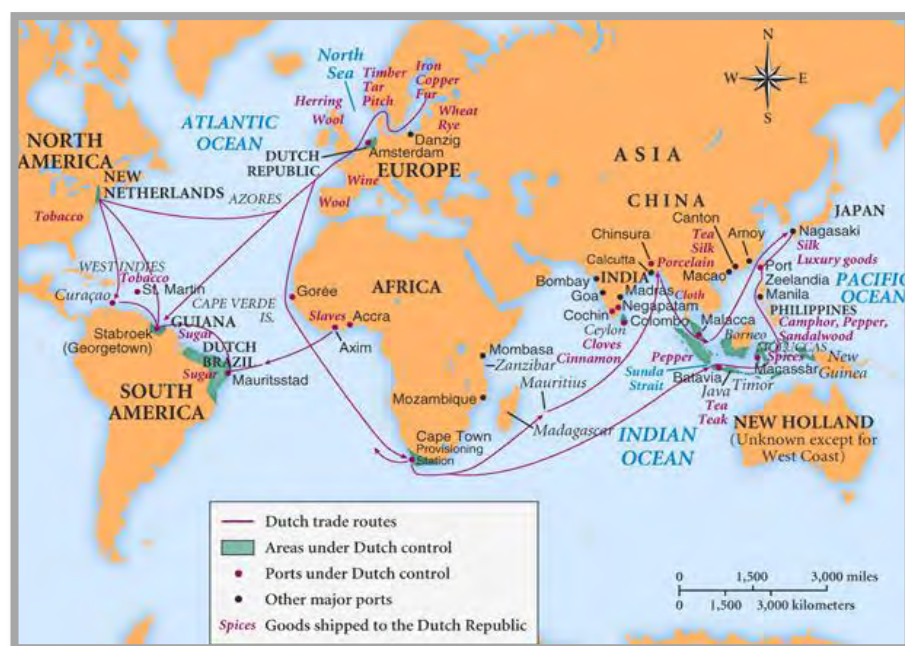 N
W
E
S
North
Sea
Timber
Tar
Pitch
Iron
Copper
Fur
Herring
Wool
Wheat
Rye
ATLANTIC
OCEAN
Danzig
DUTCH
REPUBLIC
Amsterdam
EUROPE
NORTH
AMERICA
NEW
NETHERLANDS
AZORES
Wine
Wool
Tobacco
ASIA
CHINA
Canton
Amoy
JAPAN
Chinsura
Tea
Silk
Nagasaki
Silk
Luxury goods
Porcelain
Calcutta
Macao
Port
Zeelandia
PACIFIC
OCEAN
WEST INDIES
Tobacco
St. Martin
Curaçao
CAPE VERDE
IS.
Gorée
AFRICA
Bombay
INDIA
Goa
Madras
Negapatam
Cloth
Manila
PHILIPPINES
Cochin
Ceylon
Colombo
Malacca
Camphor, Pepper,
Sandalwood
Stabroek
(Georgetown)
GUIANA
Sugar
Slaves
Accra
Axim
Cloves
Cinnamon
Borneo
MOLUCCAS
Spices
New
Guinea
DUTCH
BRAZIL
Sugar
Mauritsstad
Mombasa
Zanzibar
Pepper
Sunda
Strait
Batavia
Macassar
Java
Timor
Mauritius
SOUTH
AMERICA
Mozambique
Madagascar
Tea
Teak
NEW HOLLAND
(Unknown except for
West Coast)
INDIAN
OCEAN
Cape Town
Provisioning
Station
Dutch trade routes
Areas under Dutch control
Ports under Dutch control
Other major ports
Spices Goods shipped to the Dutch Republic
0 1,500 3,000 miles
0 1,500 3,000 kilometers